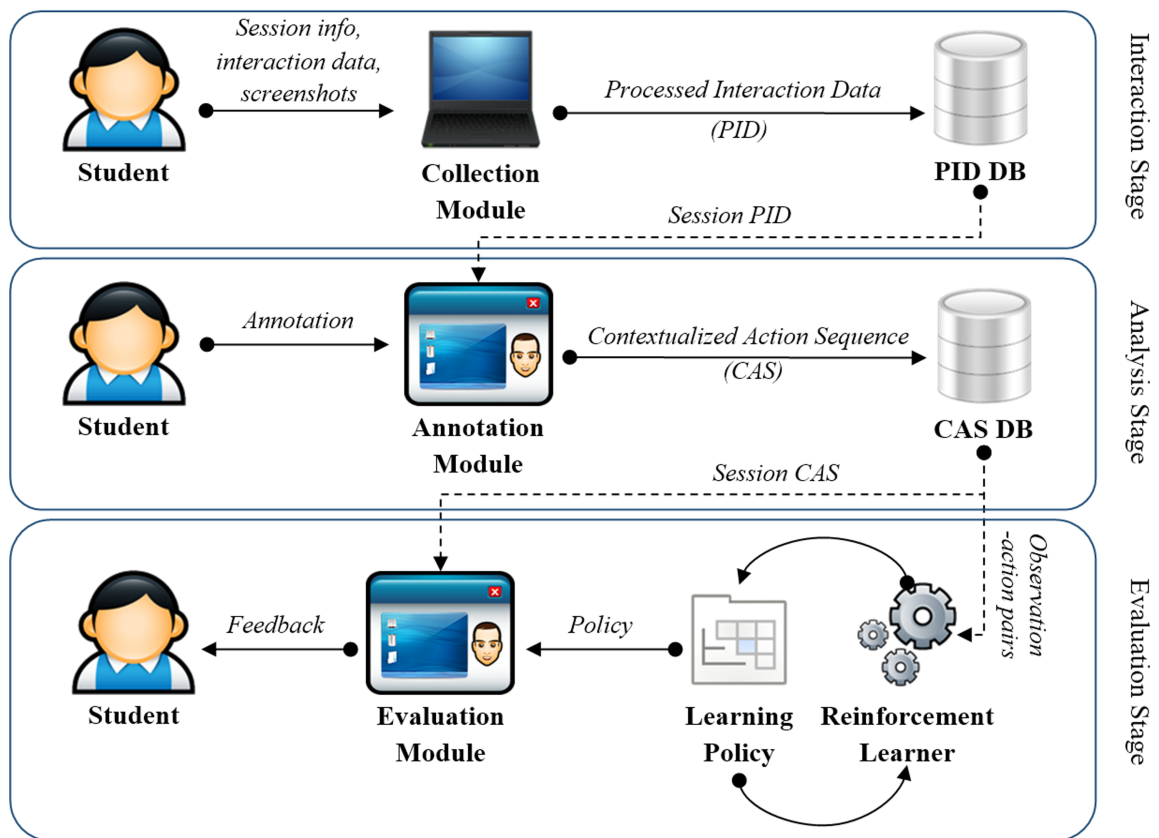 Session info,
interaction data,
screenshots
Processed Interaction Data
(PID)
Student
Collection
Module
PID DB
Interaction Stage
Session PID
Annotation
Contextualized Action Sequence
(CAS)
Student
Annotation
Module
CAS DB
Analysis Stage
Session CAS
Observation
-action pairs
Feedback
Policy
Student
Evaluation
Module
Learning
Policy
Reinforcement
Learner
Evaluation Stage